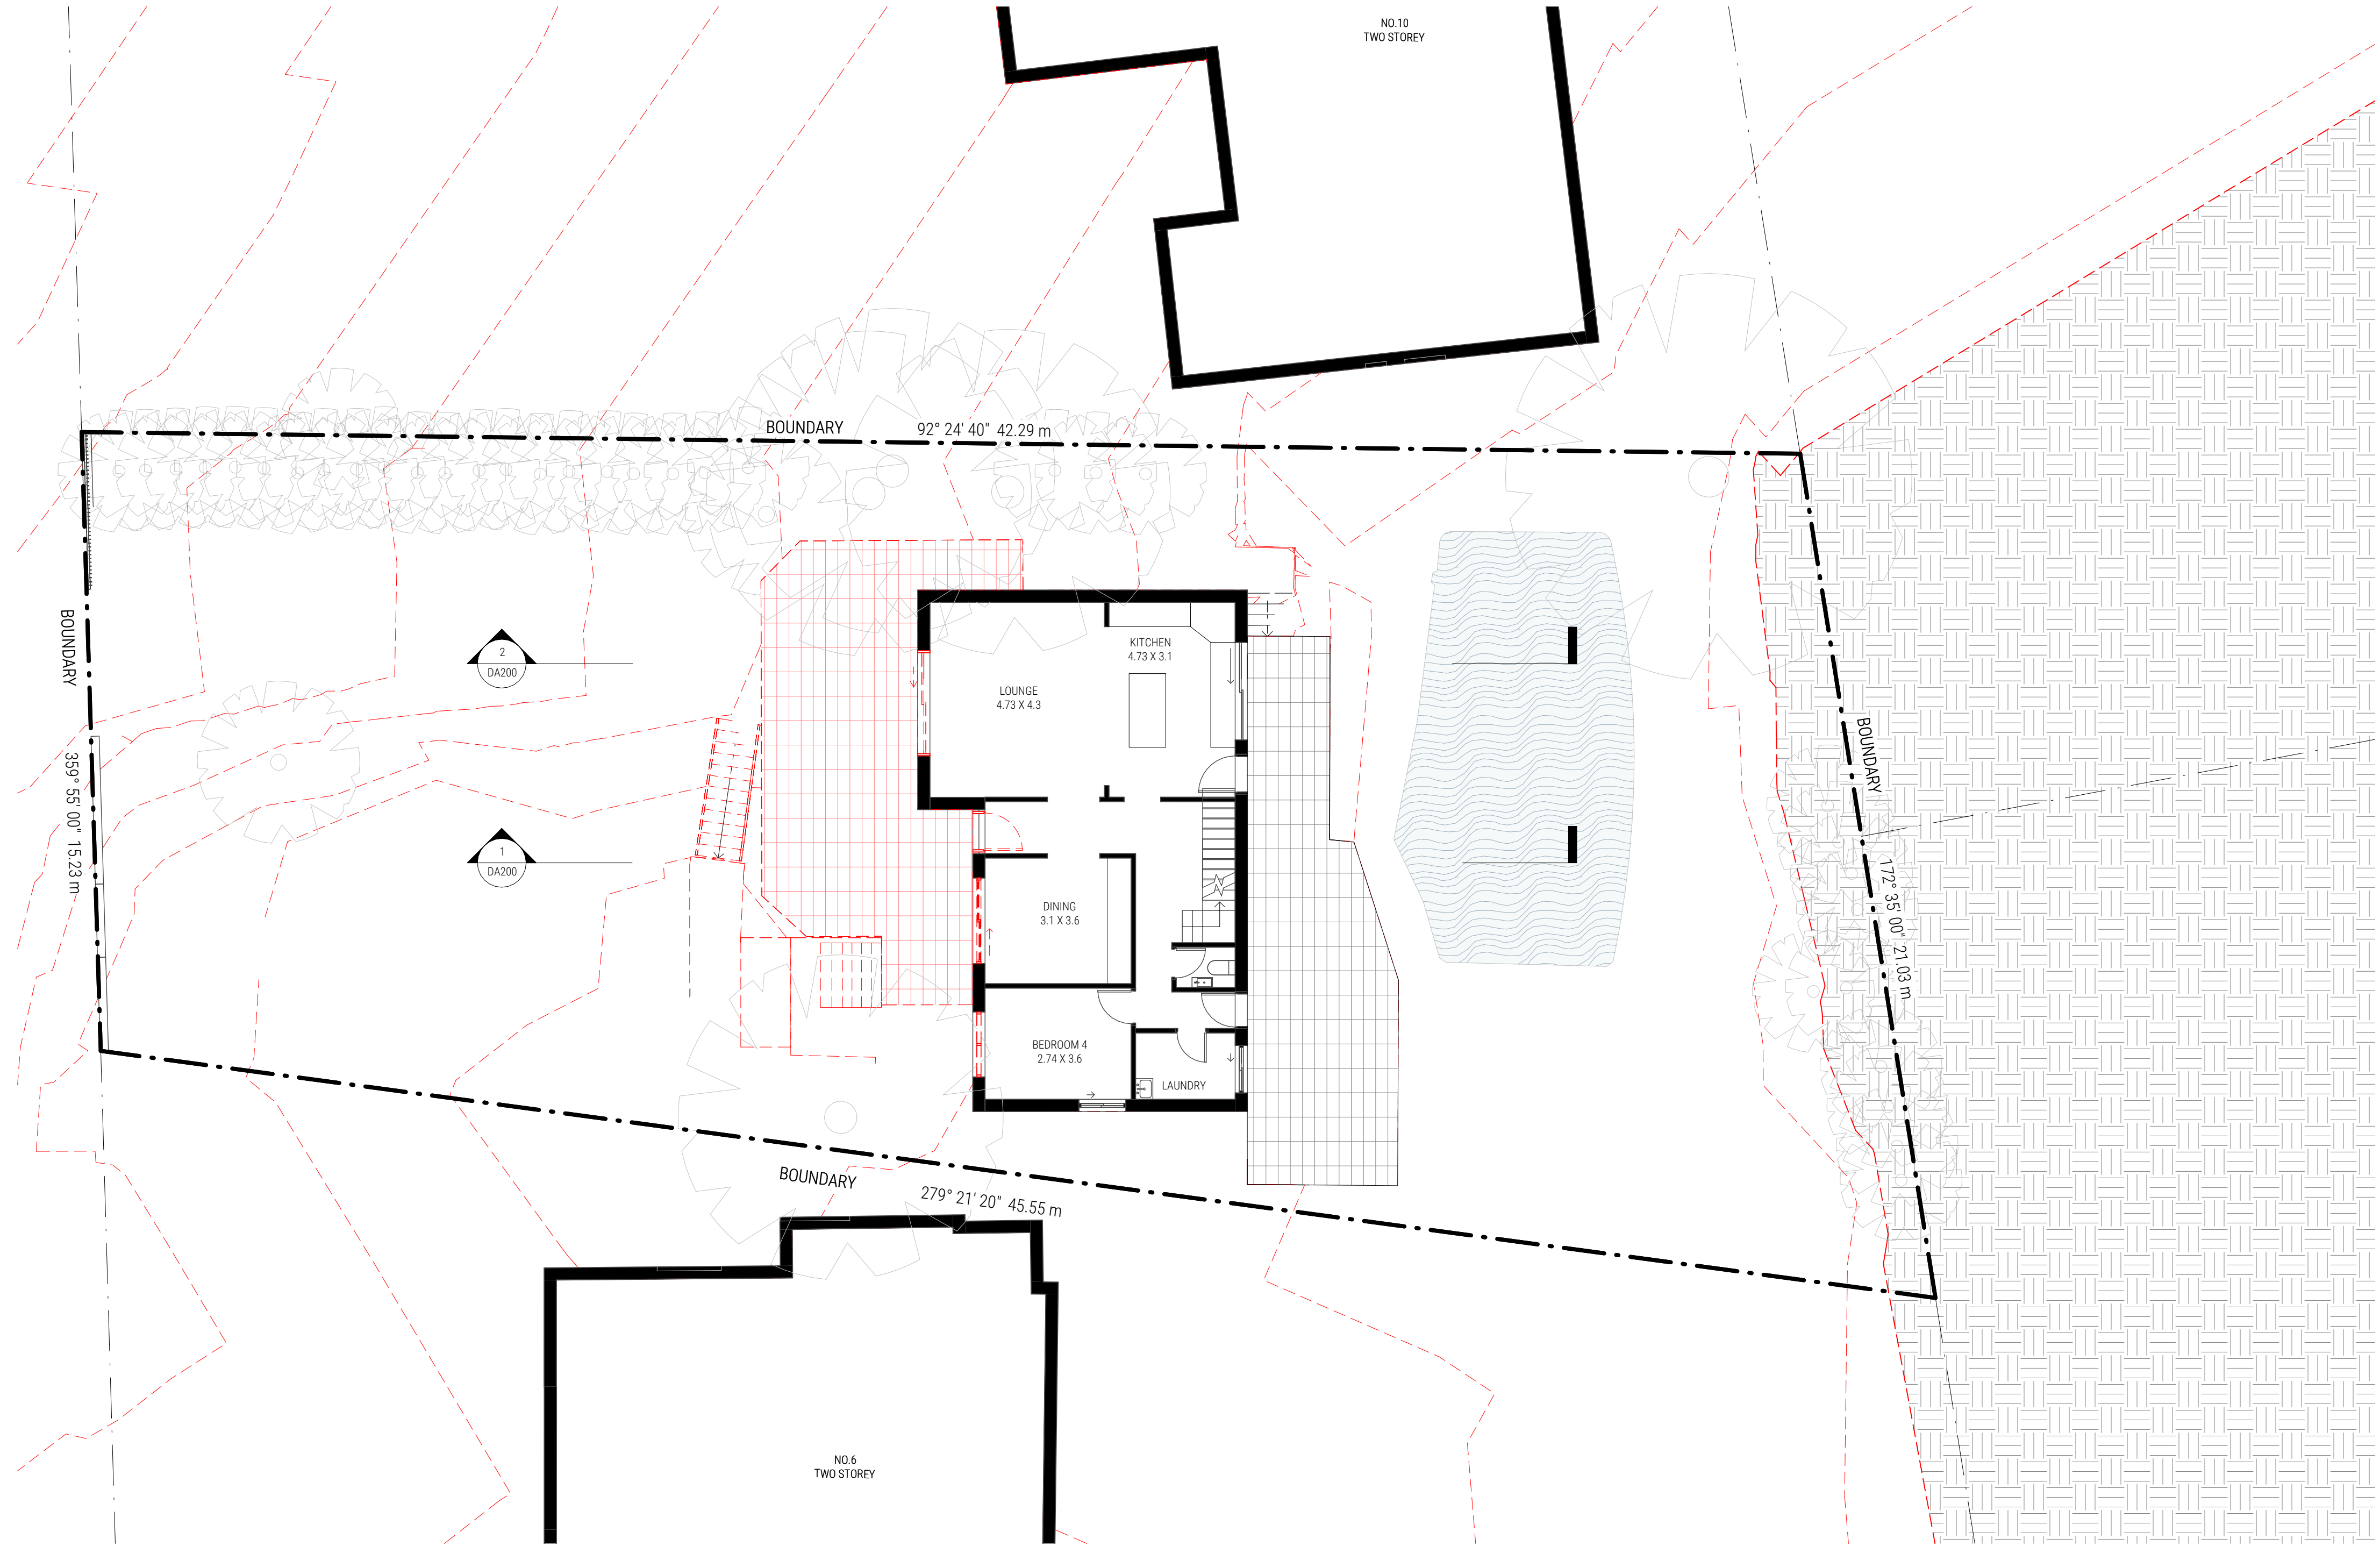 NO.10
TWO STOREY
BOUNDARY 92° 24' 40" 42.29 m
BOUNDARY
359° 55' 00" 15.23 m
2
DA200
1
DA200
KITCHEN
4.73 X 3.1
LOUNGE
4.73 X 4.3
DINING
3.1 X 3.6
BEDROOM 4
2.74 X 3.6
LAUNDRY
BOUNDARY
172° 35' 00" 21.03 m
BOUNDARY 279° 21' 20" 45.55 m
NO.6
TWO STOREY